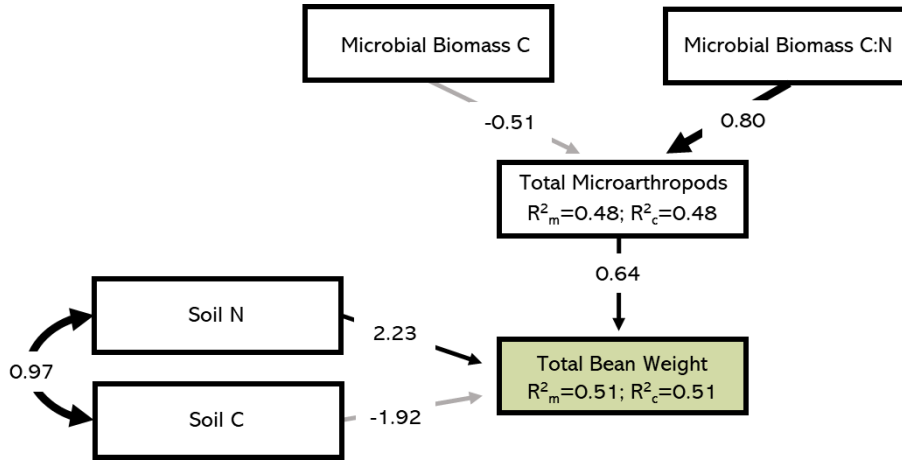 Microbial Biomass C
Microbial Biomass C:N
-0.51
0.80
Total Microarthropods
R²ₘ=0.48; R²c=0.48
0.64
Soil N
2.23
0.97
Total Bean Weight
R²ₘ=0.51; R²c=0.51
Soil C
-1.92